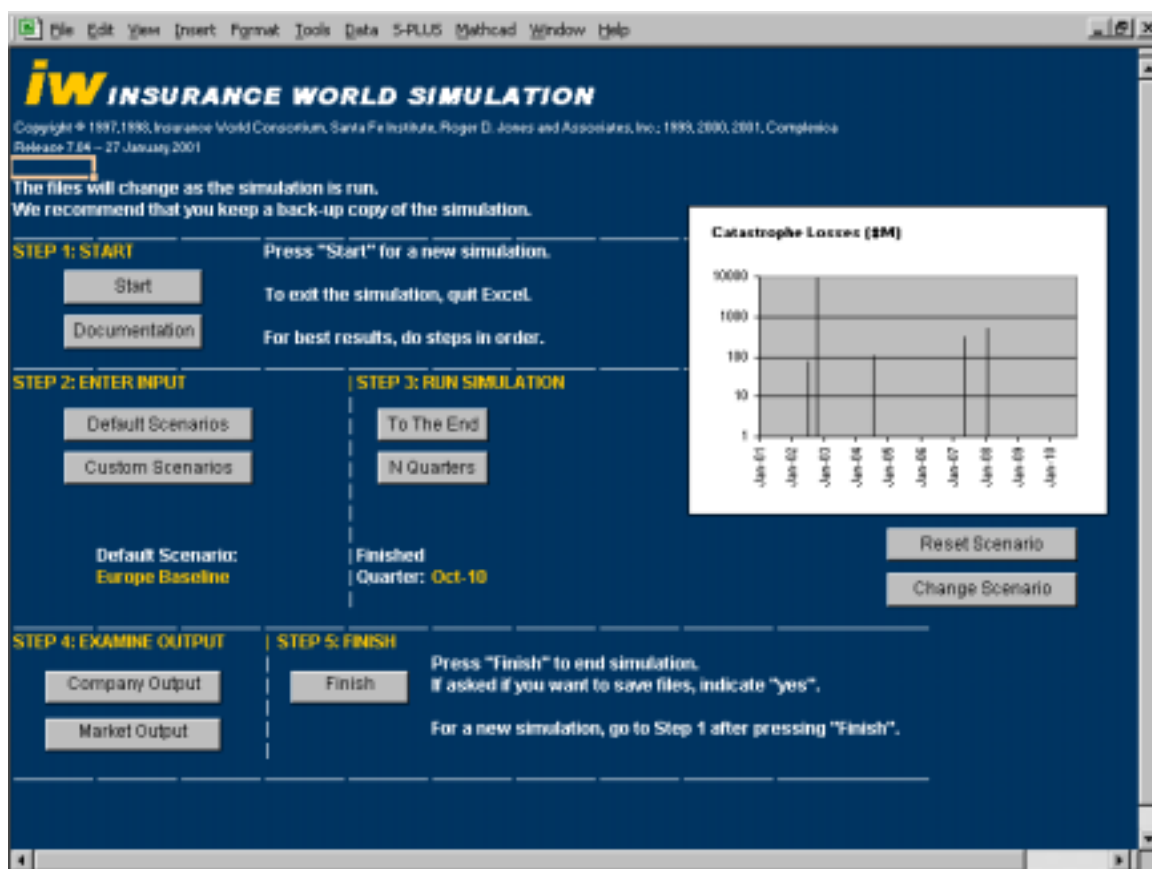 File Edit View Insert Format Tools Data S-PLUS Mathcad Window Help
iw INSURANCE WORLD SIMULATION
Copyright © 1997,1998, Insurance World Consortium, Santa Fe Institute, Roger D. Jones and Associates, Inc.; 1999, 2000, 2001, Complexica
Release 7.04 – 27 January 2001
The files will change as the simulation is run.
We recommend that you keep a back-up copy of the simulation.
STEP 1: START
Press "Start" for a new simulation.
Start
To exit the simulation, quit Excel.
Documentation
For best results, do steps in order.
Catastrophe Losses ($M)
10000
1000
100
10
1
Jan-01 Jan-02 Jan-03 Jan-04 Jan-05 Jan-06 Jan-07 Jan-08 Jan-09 Jan-10
STEP 2: ENTER INPUT
Default Scenarios
Custom Scenarios
Default Scenario:
Europe Baseline
STEP 3: RUN SIMULATION
To The End
N Quarters
Finished
Quarter: Oct-10
Reset Scenario
Change Scenario
STEP 4: EXAMINE OUTPUT
Company Output
Market Output
STEP 5: FINISH
Finish
Press "Finish" to end simulation.
If asked if you want to save files, indicate "yes".
For a new simulation, go to Step 1 after pressing "Finish".